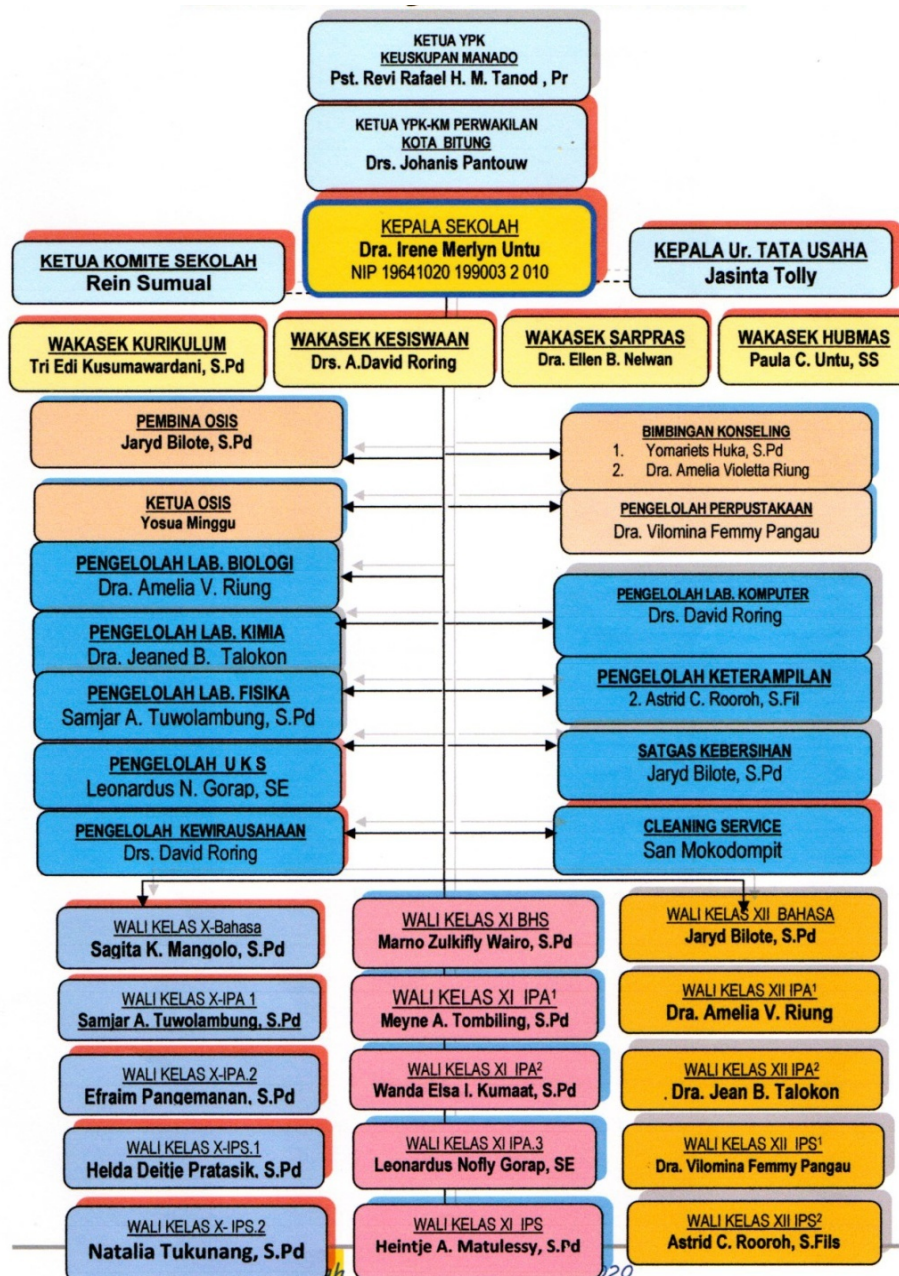 KETUA YPK
KEUSKUPAN MANADO
Pst. Revi Rafael H. M. Tanod , Pr
KETUA YPK-KM PERWAKILAN
KOTA BITUNG
Drs. Johanis Pantouw
KEPALA SEKOLAH
Dra. Irene Merlyn Untu
NIP 19641020 199003 2 010
KETUA KOMITE SEKOLAH
Rein Sumual
KEPALA Ur. TATA USAHA
Jasinta Tolly
WAKASEK KURIKULUM
Tri Edi Kusumawardani, S.Pd
WAKASEK KESISWAAN
Drs. A.David Roring
WAKASEK SARPRAS
Dra. Ellen B. Nelwan
WAKASEK HUBMAS
Paula C. Untu, SS
PEMBINA OSIS
Jaryd Bilote, S.Pd
BIMBINGAN KONSELING
1. Yomariets Huka, S.Pd
2. Dra. Amelia Violetta Riung
KETUA OSIS
Yosua Minggu
PENGELOLAH PERPUSTAKAAN
Dra. Vilomina Femmy Pangau
PENGELOLAH LAB. BIOLOGI
Dra. Amelia V. Riung
PENGELOLAH LAB. KOMPUTER
Drs. David Roring
PENGELOLAH LAB. KIMIA
Dra. Jeaned B. Talokon
PENGELOLAH KETERAMPILAN
2. Astrid C. Rooroh, S.Fil
PENGELOLAH LAB. FISIKA
Samjar A. Tuwolambung, S.Pd
SATGAS KEBERSIHAN
Jaryd Bilote, S.Pd
PENGELOLAH U K S
Leonardus N. Gorap, SE
CLEANING SERVICE
San Mokodompit
PENGELOLAH KEWIRAUSAHAAN
Drs. David Roring
WALI KELAS X-Bahasa
Sagita K. Mangolo, S.Pd
WALI KELAS X-IPA 1
Samjar A. Tuwolambung, S.Pd
WALI KELAS X-IPA.2
Efraim Pangemanan, S.Pd
WALI KELAS X-IPS.1
Helda Deitje Pratasik. S.Pd
WALI KELAS X- IPS.2
Natalia Tukunang, S.Pd
WALI KELAS XI BHS
Marno Zulkifly Wairo, S.Pd
WALI KELAS XI IPA¹
Meyne A. Tombiling, S.Pd
WALI KELAS XI IPA²
Wanda Elsa I. Kumaat, S.Pd
WALI KELAS XI IPA.3
Leonardus Nofly Gorap, SE
WALI KELAS XI IPS
Heintje A. Matulessy, S.Pd
WALI KELAS XII BAHASA
Jaryd Bilote, S.Pd
WALI KELAS XII IPA¹
Dra. Amelia V. Riung
WALI KELAS XII IPA²
. Dra. Jean B. Talokon
WALI KELAS XII IPS¹
Dra. Vilomina Femmy Pangau
WALI KELAS XII IPS²
Astrid C. Rooroh, S.Fils